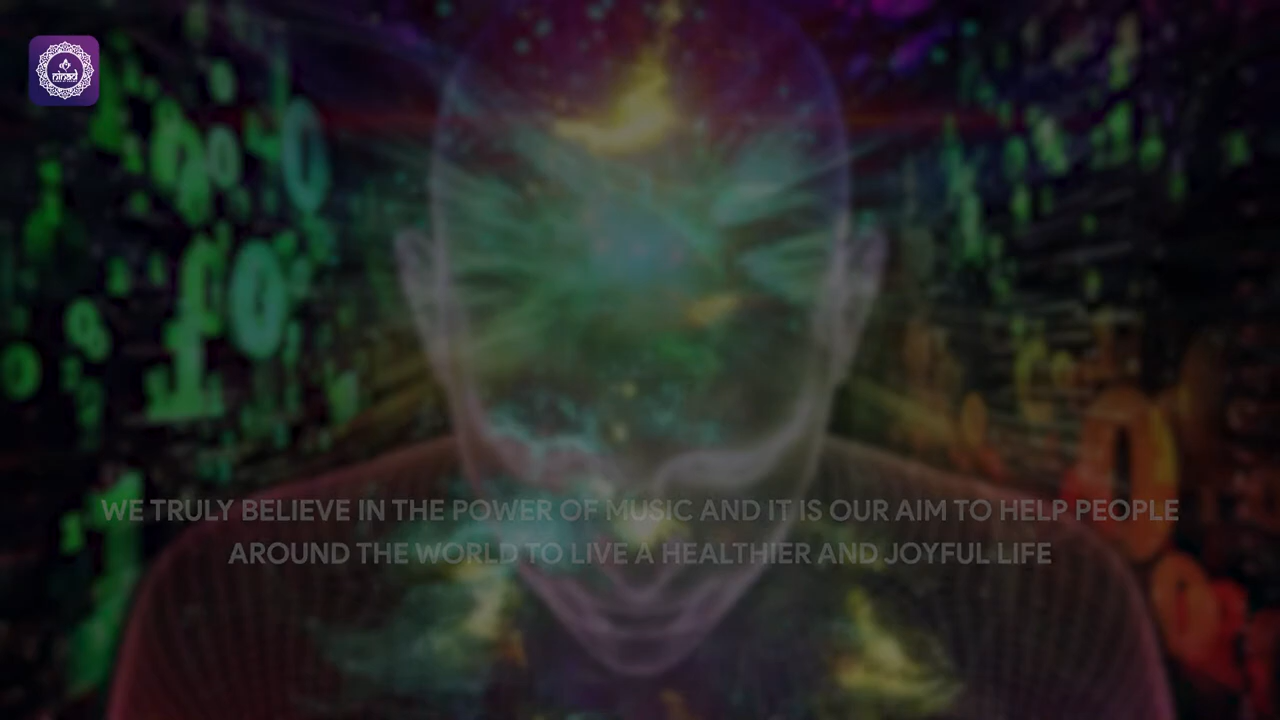 ninad
WE TRULY BELIEVE IN THE POWER OF MUSIC AND IT IS OUR AIM TO HELP PEOPLE
AROUND THE WORLD TO LIVE A HEALTHIER AND JOYFUL LIFE